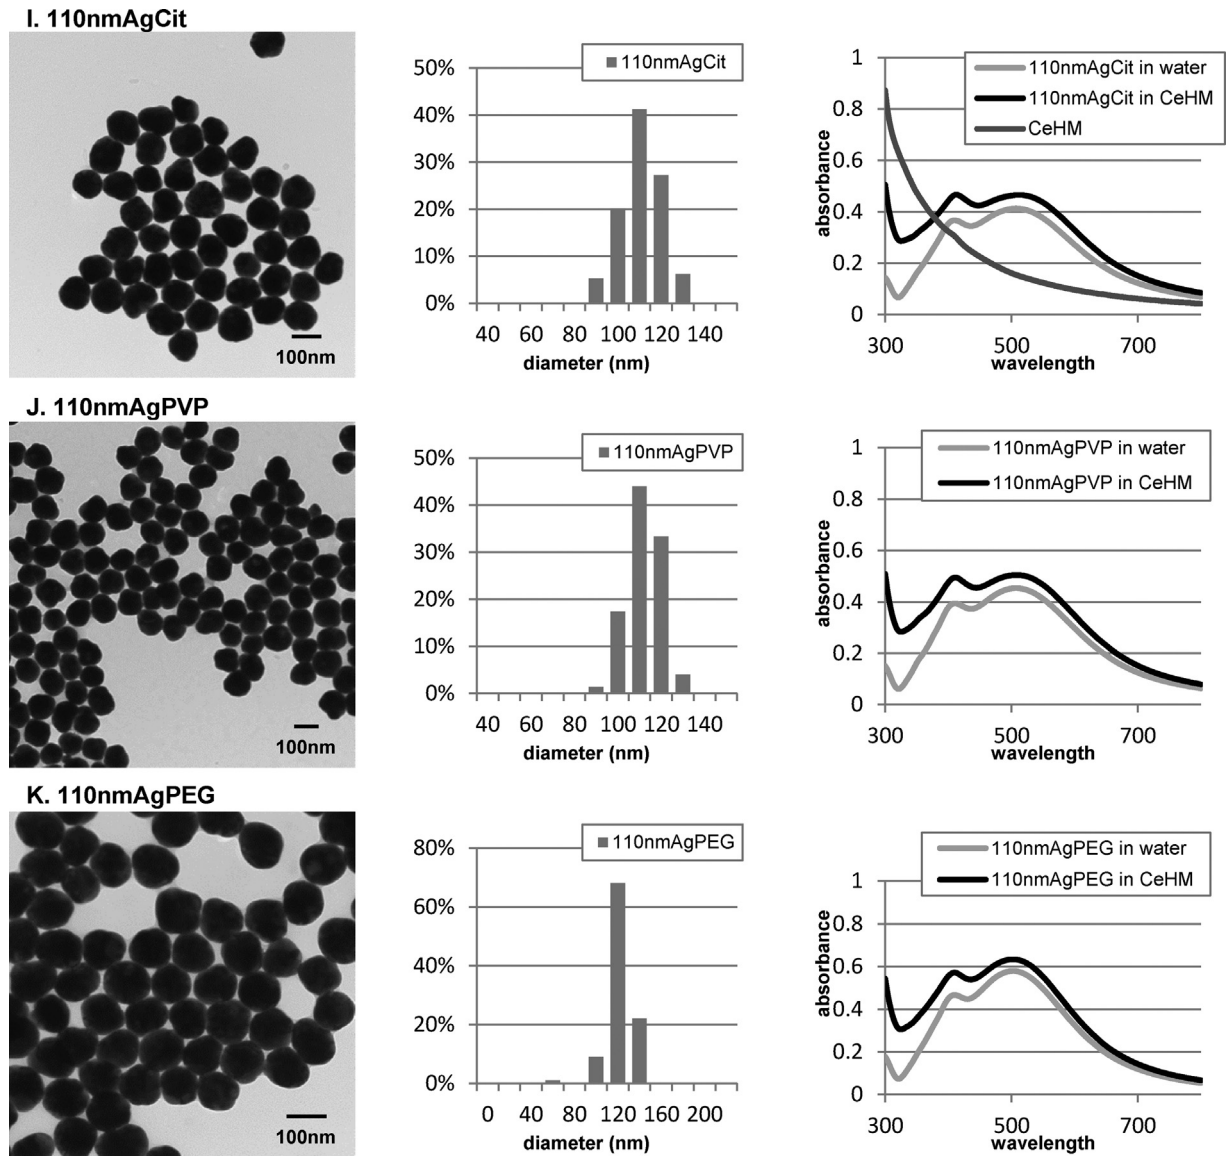 I. 110nmAgCit
100nm
110nmAgCit
50%
40%
30%
20%
10%
0%
40 60 80 100 120 140
diameter (nm)
110nmAgCit in water
110nmAgCit in CeHM
CeHM
1
0.8
0.6
0.4
0.2
0
absorbance
300 500 700
wavelength
J. 110nmAgPVP
100nm
110nmAgPVP
50%
40%
30%
20%
10%
0%
40 60 80 100 120 140
diameter (nm)
110nmAgPVP in water
110nmAgPVP in CeHM
1
0.8
0.6
0.4
0.2
0
absorbance
300 500 700
wavelength
K. 110nmAgPEG
100nm
110nmAgPEG
80%
60%
40%
20%
0%
0 40 80 120 160 200
diameter (nm)
110nmAgPEG in water
110nmAgPEG in CeHM
1
0.8
0.6
0.4
0.2
0
absorbance
300 500 700
wavelength